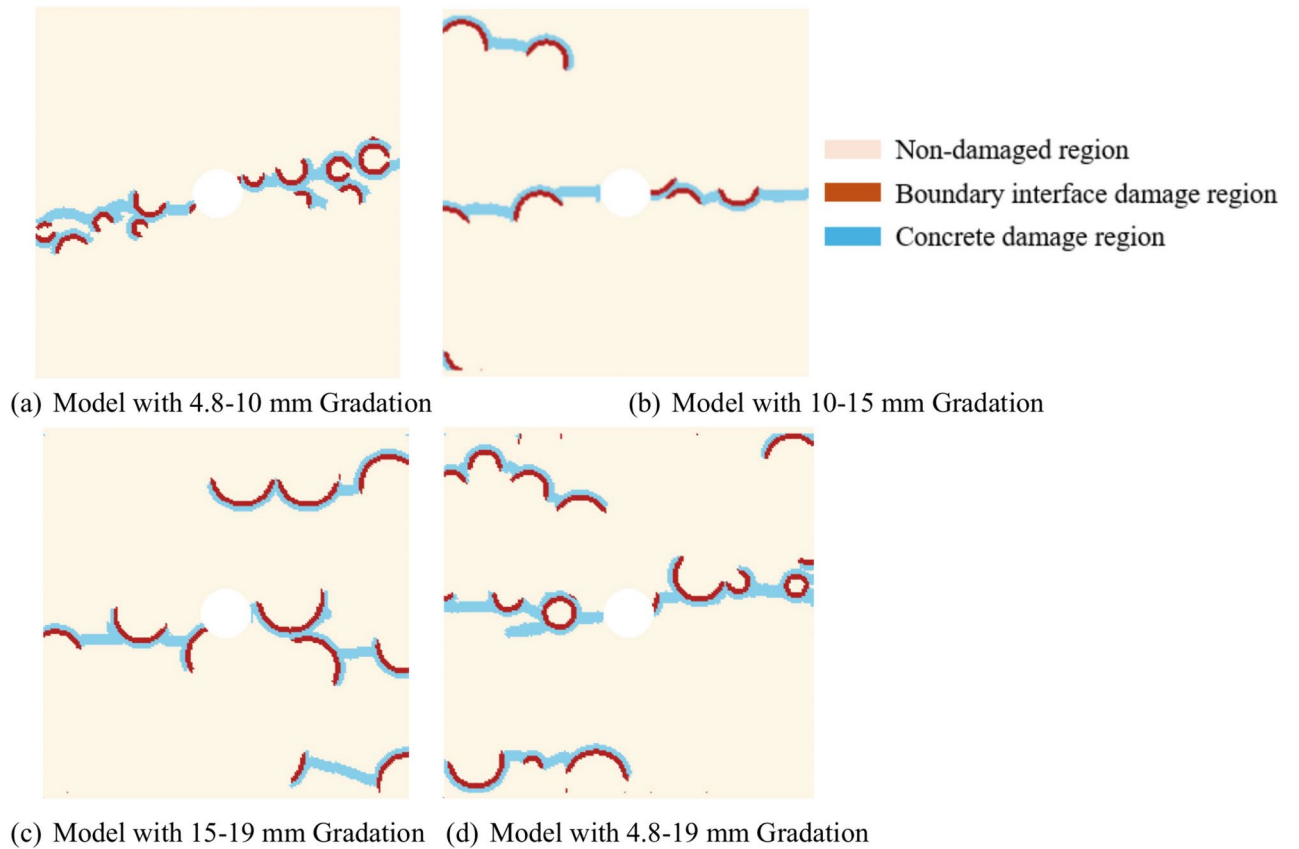 Non-damaged region
Boundary interface damage region
Concrete damage region
(a) Model with 4.8-10 mm Gradation
(b) Model with 10-15 mm Gradation
(c) Model with 15-19 mm Gradation
(d) Model with 4.8-19 mm Gradation